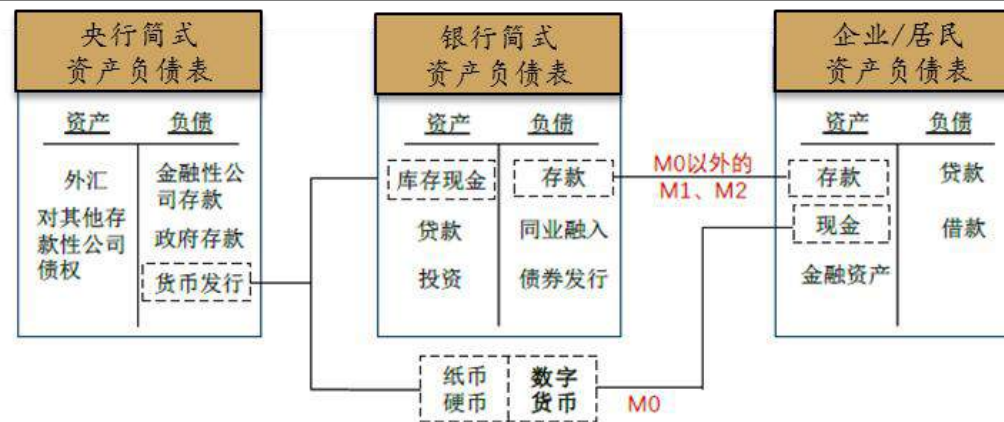 央行简式
资产负债表
资产 负债
外汇
对其他存
款性公司
债权
金融性公
司存款
政府存款
货币发行
银行简式
资产负债表
资产 负债
库存现金
贷款
投资
存款
同业融入
债券发行
M0以外的
M1、M2
企业/居民
资产负债表
资产 负债
存款
现金
金融资产
贷款
借款
纸币
硬币
数字
货币
M0